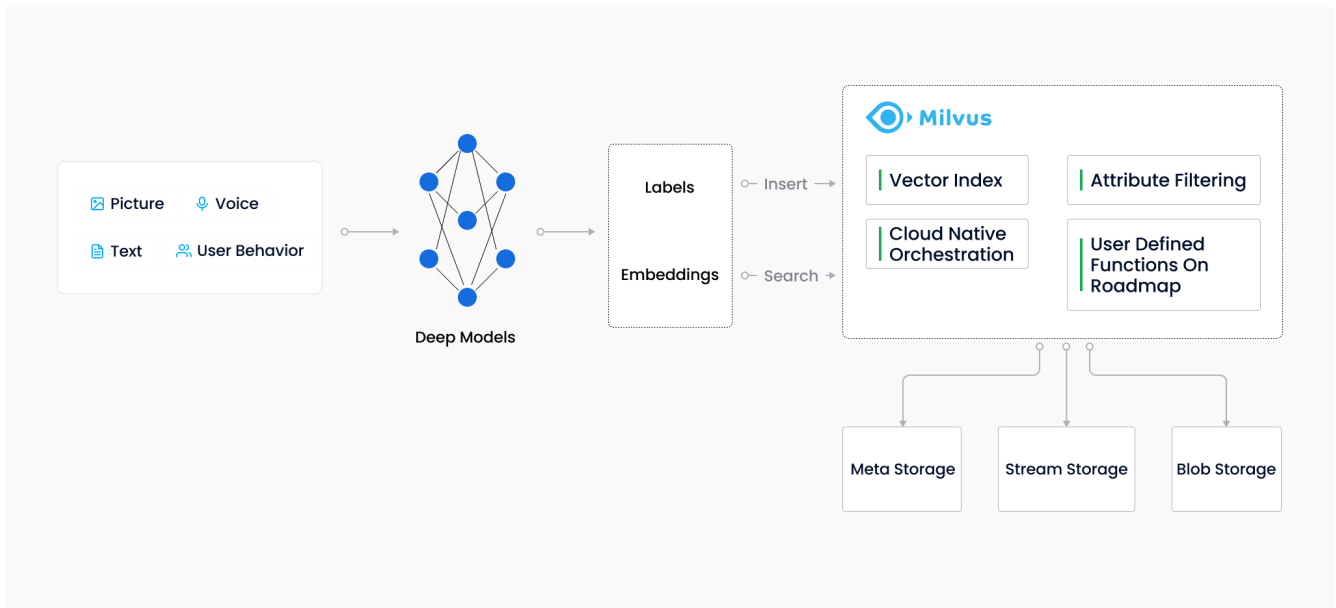 Picture
Voice
Text
User Behavior
Deep Models
Labels
Embeddings
Insert
Search
Milvus
Vector Index
Attribute Filtering
Cloud Native
Orchestration
User Defined
Functions On
Roadmap
Meta Storage
Stream Storage
Blob Storage